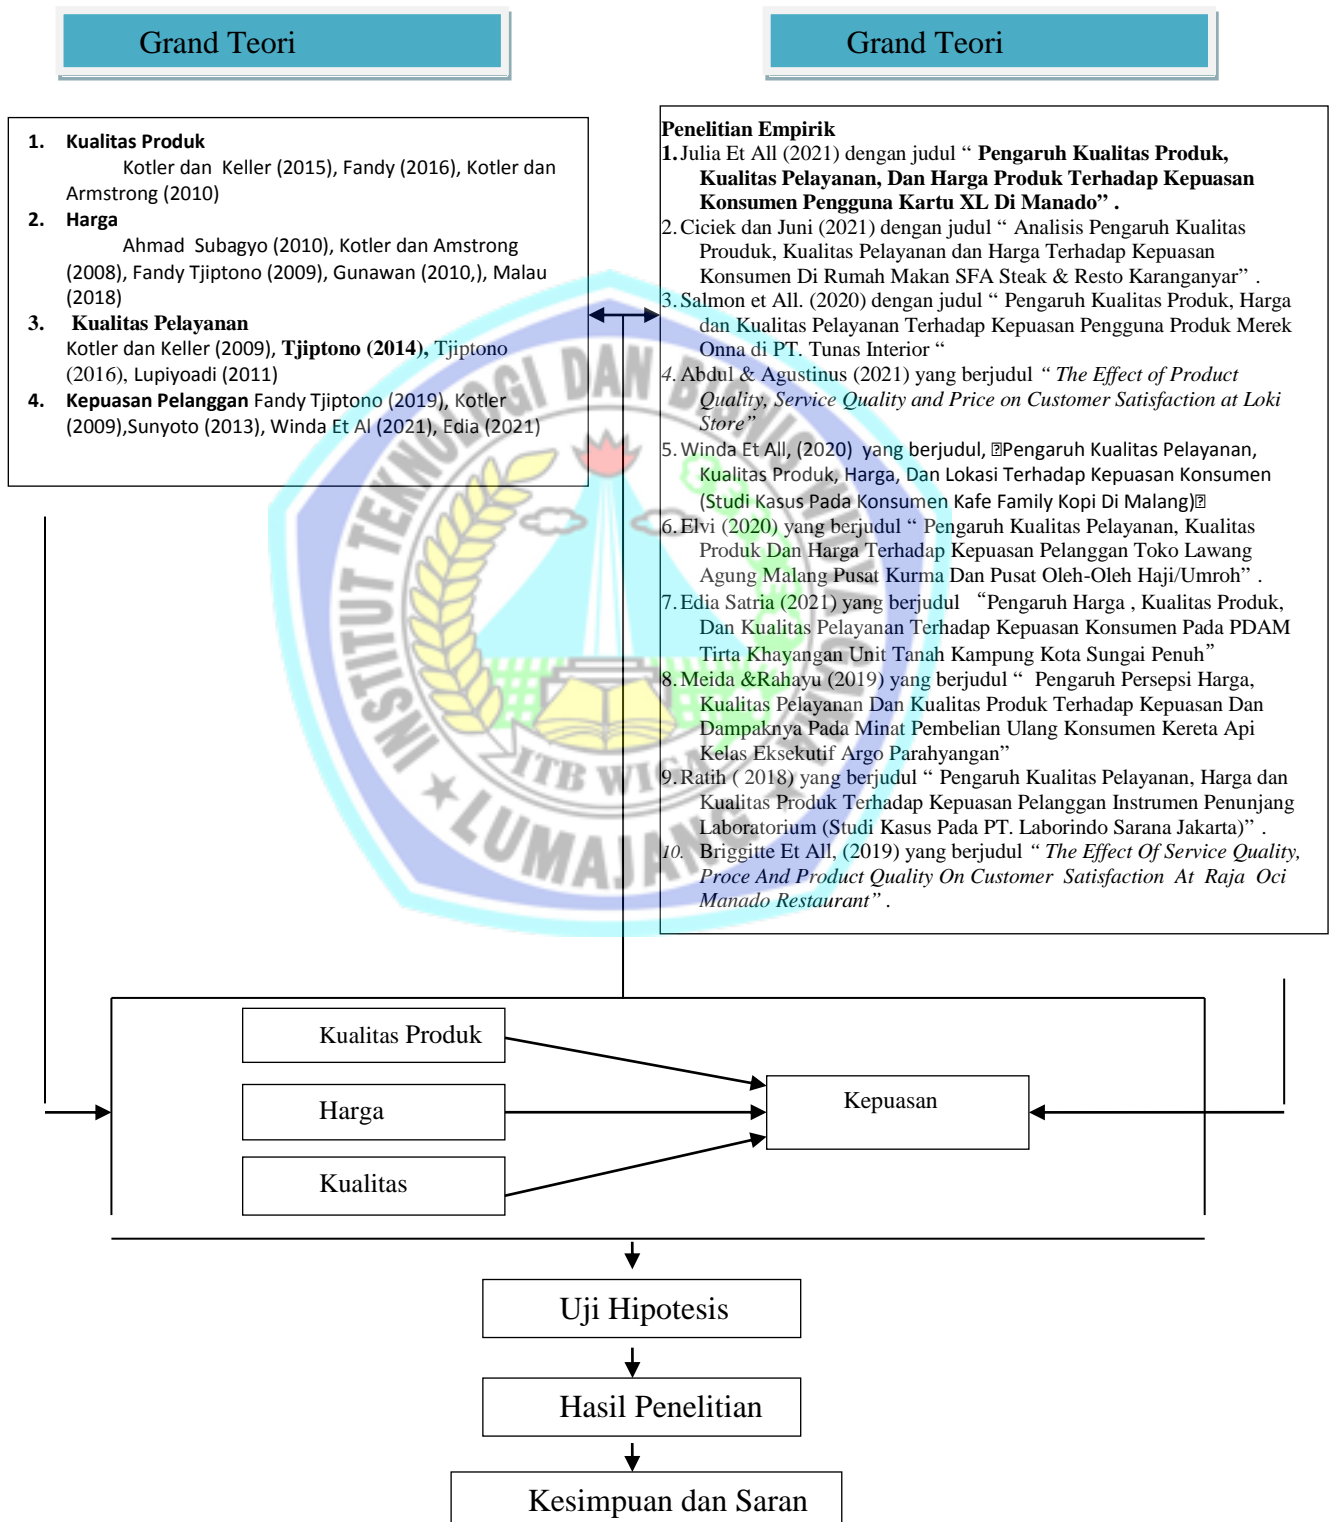 Grand Teori
1. Kualitas Produk
Kotler dan Keller (2015), Fandy (2016), Kotler dan
Armstrong (2010)
2. Harga
Ahmad Subagyo (2010), Kotler dan Amstrong
(2008), Fandy Tjiptono (2009), Gunawan (2010,), Malau
(2018)
3. Kualitas Pelayanan
Kotler dan Keller (2009), Tjiptono (2014), Tjiptono
(2016), Lupiyoadi (2011)
4. Kepuasan Pelanggan Fandy Tjiptono (2019), Kotler
(2009),Sunyoto (2013), Winda Et Al (2021), Edia (2021)
Grand Teori
Penelitian Empirik
1. Julia Et All (2021) dengan judul “ Pengaruh Kualitas Produk,
Kualitas Pelayanan, Dan Harga Produk Terhadap Kepuasan
Konsumen Pengguna Kartu XL Di Manado” .
2. Ciciek dan Juni (2021) dengan judul “ Analisis Pengaruh Kualitas
Prouduk, Kualitas Pelayanan dan Harga Terhadap Kepuasan
Konsumen Di Rumah Makan SFA Steak & Resto Karanganyar” .
3. Salmon et All. (2020) dengan judul “ Pengaruh Kualitas Produk, Harga
dan Kualitas Pelayanan Terhadap Kepuasan Pengguna Produk Merek
Onna di PT. Tunas Interior “
4. Abdul & Agustinus (2021) yang berjudul “ The Effect of Product
Quality, Service Quality and Price on Customer Satisfaction at Loki
Store”
5. Winda Et All, (2020) yang berjudul, Pengaruh Kualitas Pelayanan,
Kualitas Produk, Harga, Dan Lokasi Terhadap Kepuasan Konsumen
(Studi Kasus Pada Konsumen Kafe Family Kopi Di Malang)
6. Elvi (2020) yang berjudul “ Pengaruh Kualitas Pelayanan, Kualitas
Produk Dan Harga Terhadap Kepuasan Pelanggan Toko Lawang
Agung Malang Pusat Kurma Dan Pusat Oleh-Oleh Haji/Umroh” .
7. Edia Satria (2021) yang berjudul “Pengaruh Harga , Kualitas Produk,
Dan Kualitas Pelayanan Terhadap Kepuasan Konsumen Pada PDAM
Tirta Khayangan Unit Tanah Kampung Kota Sungai Penuh”
8. Meida &Rahayu (2019) yang berjudul “ Pengaruh Persepsi Harga,
Kualitas Pelayanan Dan Kualitas Produk Terhadap Kepuasan Dan
Dampaknya Pada Minat Pembelian Ulang Konsumen Kereta Api
Kelas Eksekutif Argo Parahyangan”
9. Ratih ( 2018) yang berjudul “ Pengaruh Kualitas Pelayanan, Harga dan
Kualitas Produk Terhadap Kepuasan Pelanggan Instrumen Penunjang
Laboratorium (Studi Kasus Pada PT. Laborindo Sarana Jakarta)” .
10. Briggitte Et All, (2019) yang berjudul “ The Effect Of Service Quality,
Proce And Product Quality On Customer Satisfaction At Raja Oci
Manado Restaurant” .
INSTITUT TEKNOLOGI DAN BISNIS WIDYA GAMA
ITB WIGA
LUMAJANG
Kualitas Produk
Harga
Kualitas
Kepuasan
Uji Hipotesis
Hasil Penelitian
Kesimpuan dan Saran